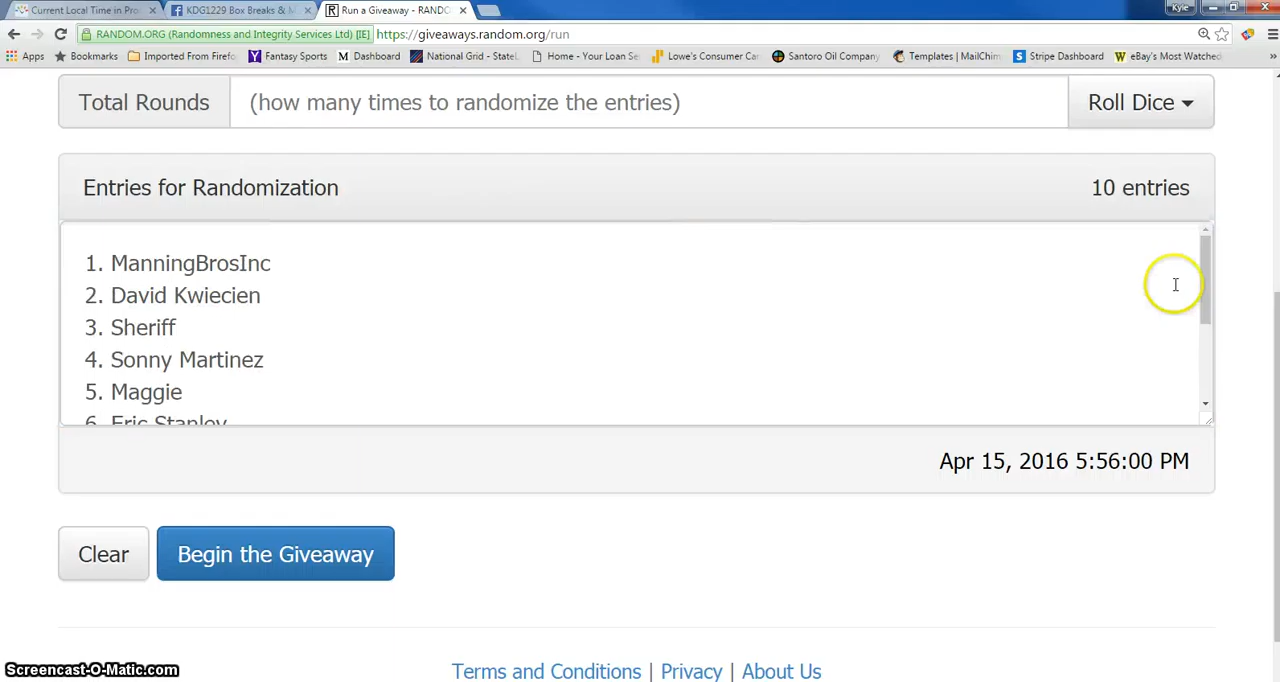 Current Local Time in Pro
KDG1229 Box Breaks & M
Run a Giveaway - RANDO
Kyle
RANDOM.ORG (Randomness and Integrity Services Ltd) [IE] https://giveaways.random.org/run
Apps Bookmarks Imported From Firefo Fantasy Sports Dashboard National Grid - StateL Home - Your Loan Se Lowe's Consumer Car Santoro Oil Company Templates | MailChim Stripe Dashboard eBay's Most Watched »
Total Rounds (how many times to randomize the entries) Roll Dice
Entries for Randomization 10 entries
1. ManningBrosInc
2. David Kwiecien
3. Sheriff
4. Sonny Martinez
5. Maggie
6. Eric Stanley
Apr 15, 2016 5:56:00 PM
Clear Begin the Giveaway
Screencast-O-Matic.com
Terms and Conditions | Privacy | About Us